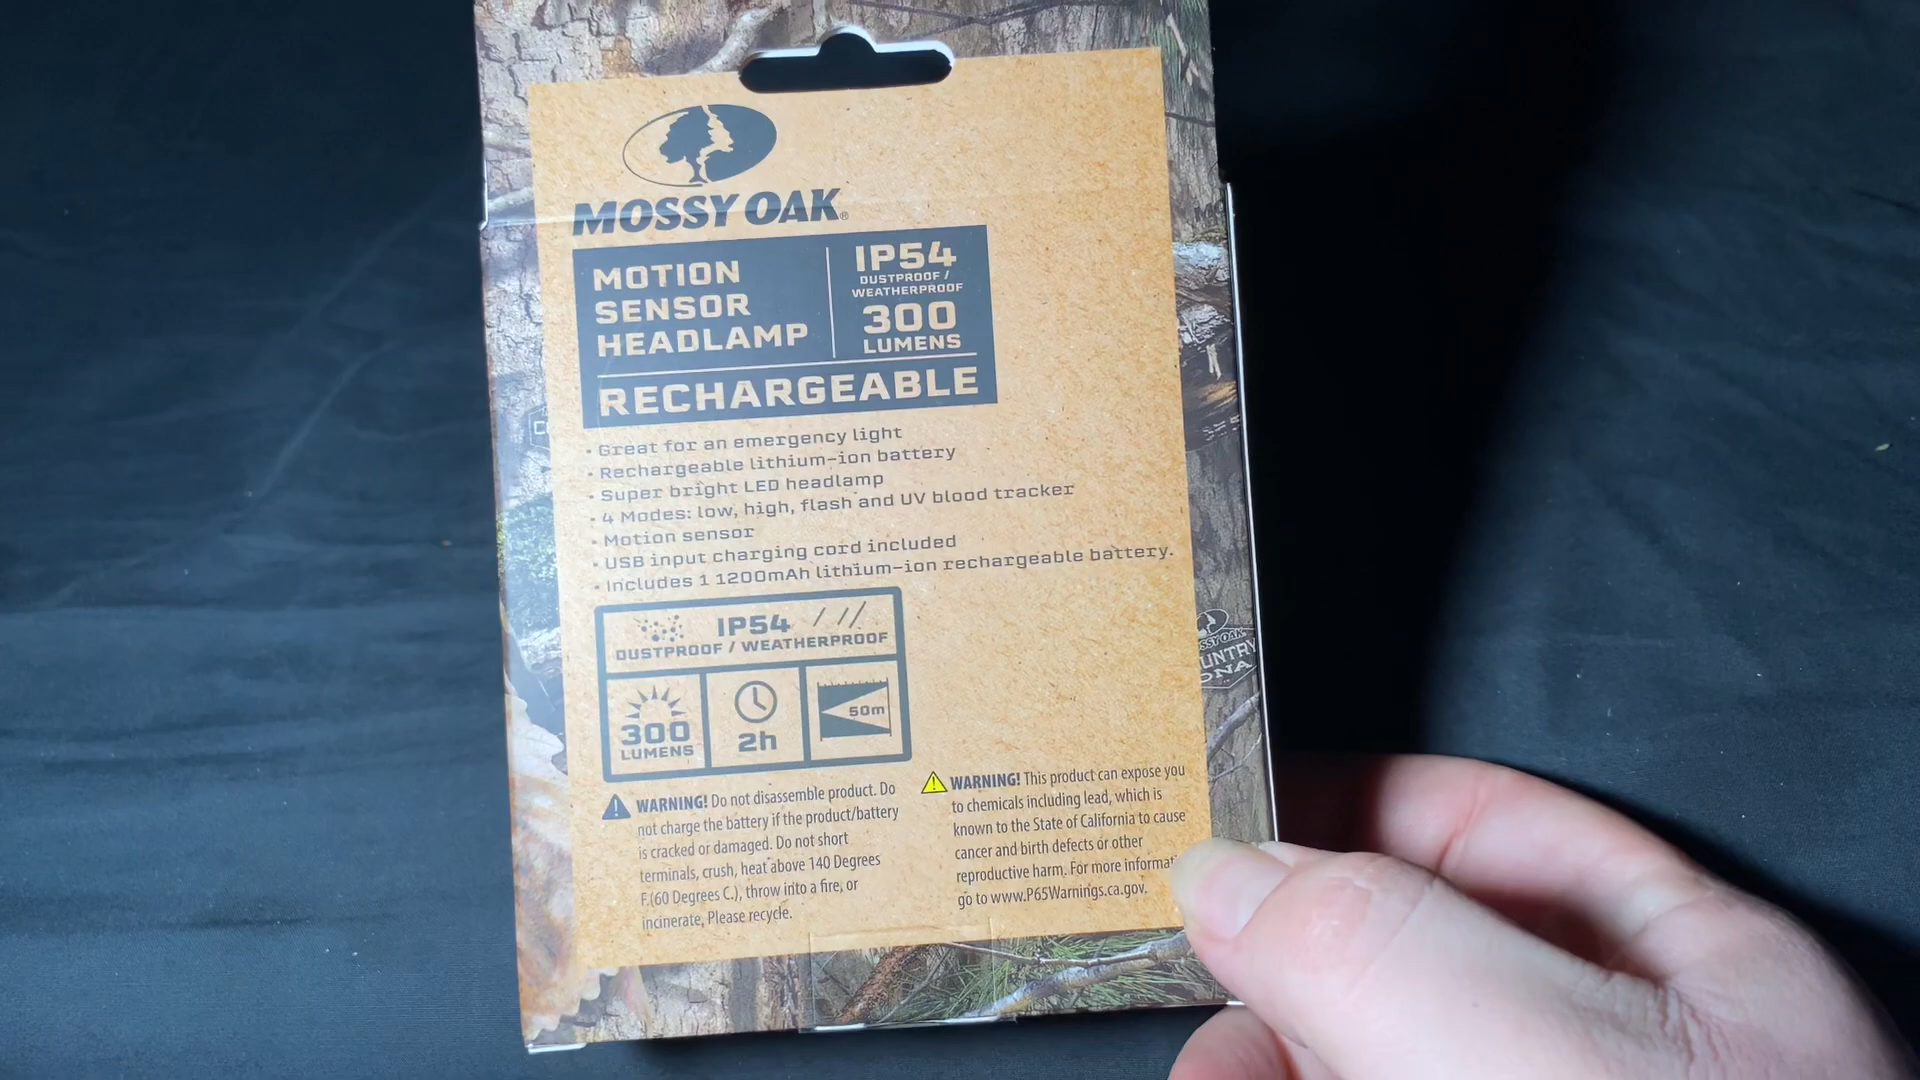 MOSSY OAK®
MOTION
SENSOR
HEADLAMP
IP54
DUSTPROOF /
WEATHERPROOF
300
LUMENS
RECHARGEABLE
• Great for an emergency light
• Rechargeable lithium-ion battery
• Super bright LED headlamp
• 4 Modes: low, high, flash and UV blood tracker
• Motion sensor
• USB input charging cord included
• Includes 1 1200mAh lithium-ion rechargeable battery.
IP54
DUSTPROOF / WEATHERPROOF
300
LUMENS
2h
50m
WARNING! Do not disassemble product. Do
not charge the battery if the product/battery
is cracked or damaged. Do not short
terminals, crush, heat above 140 Degrees
F.(60 Degrees C.), throw into a fire, or
incinerate, Please recycle.
WARNING! This product can expose you
to chemicals including lead, which is
known to the State of California to cause
cancer and birth defects or other
reproductive harm. For more informati
go to www.P65Warnings.ca.gov.
SSY OAK
UNTRY
DNA